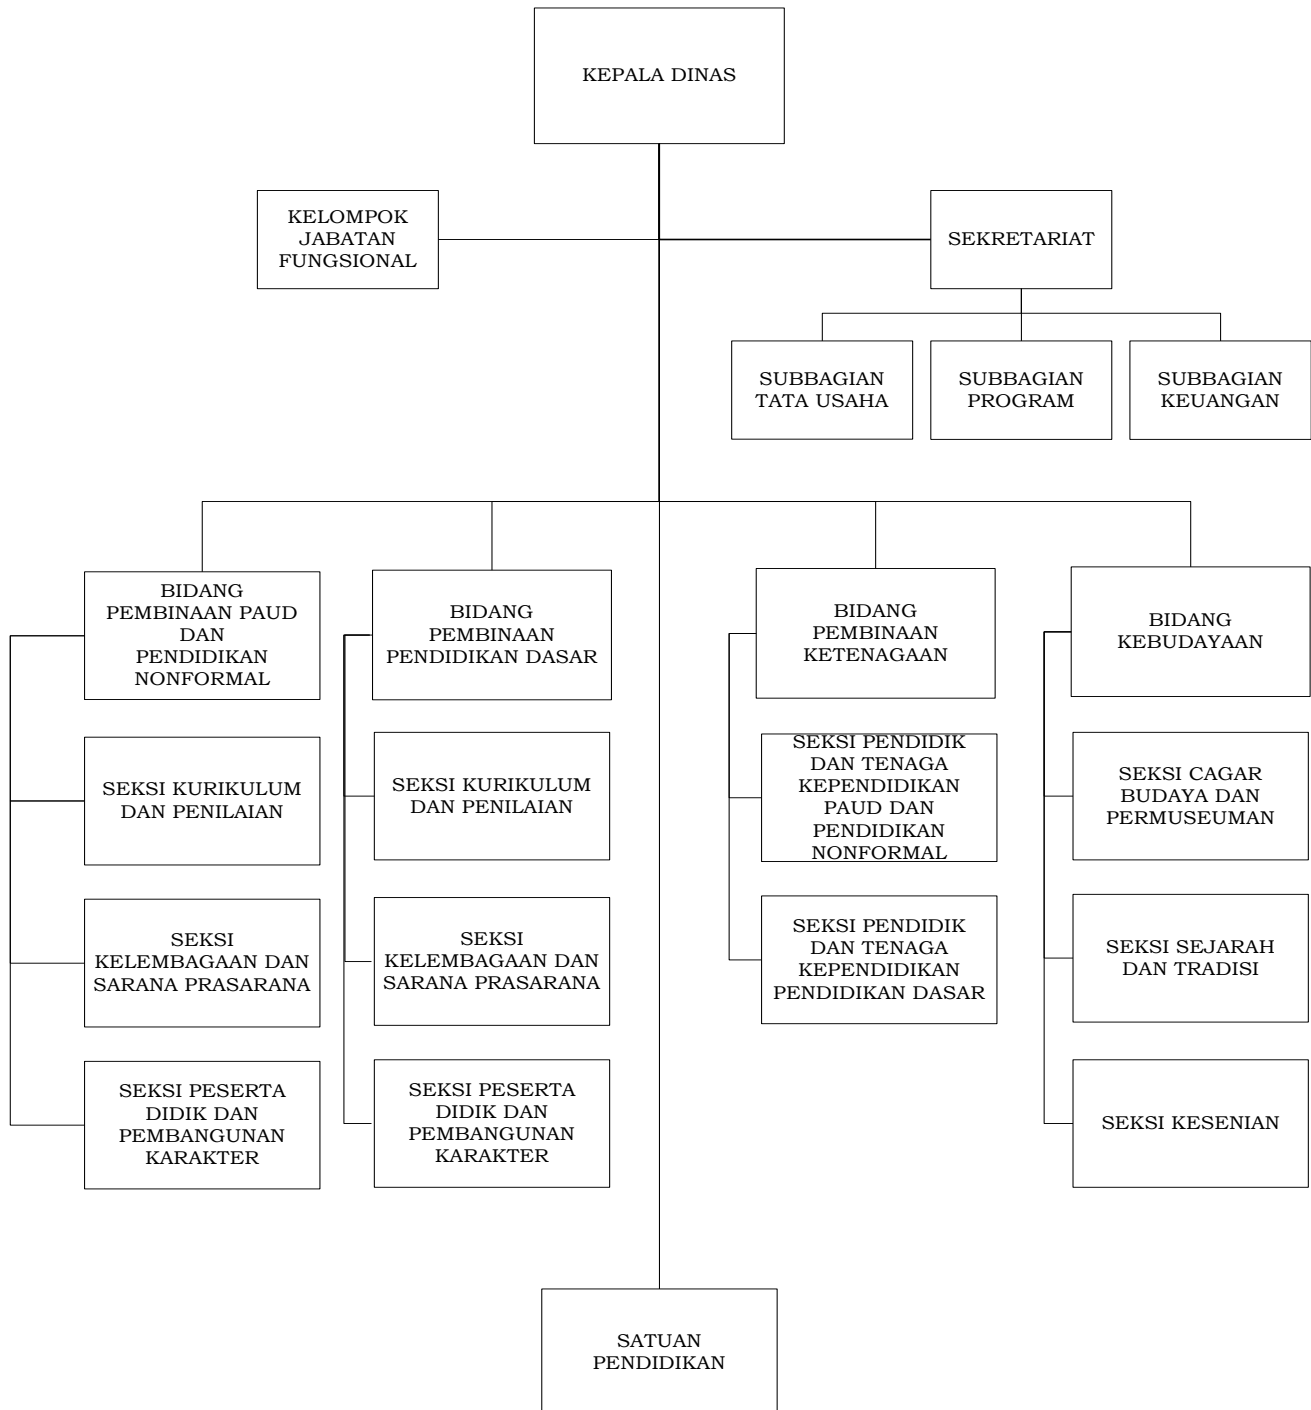 KEPALA DINAS
KELOMPOK
JABATAN
FUNGSIONAL
SEKRETARIAT
SUBBAGIAN
TATA USAHA
SUBBAGIAN
PROGRAM
SUBBAGIAN
KEUANGAN
BIDANG
PEMBINAAN PAUD
DAN
PENDIDIKAN
NONFORMAL
BIDANG
PEMBINAAN
PENDIDIKAN DASAR
BIDANG
PEMBINAAN
KETENAGAAN
BIDANG
KEBUDAYAAN
SEKSI KURIKULUM
DAN PENILAIAN
SEKSI KURIKULUM
DAN PENILAIAN
SEKSI PENDIDIK
DAN TENAGA
KEPENDIDIKAN
PAUD DAN
PENDIDIKAN
NONFORMAL
SEKSI CAGAR
BUDAYA DAN
PERMUSEUMAN
SEKSI
KELEMBAGAAN DAN
SARANA PRASARANA
SEKSI
KELEMBAGAAN DAN
SARANA PRASARANA
SEKSI PENDIDIK
DAN TENAGA
KEPENDIDIKAN
PENDIDIKAN DASAR
SEKSI SEJARAH
DAN TRADISI
SEKSI PESERTA
DIDIK DAN
PEMBANGUNAN
KARAKTER
SEKSI PESERTA
DIDIK DAN
PEMBANGUNAN
KARAKTER
SEKSI KESENIAN
SATUAN
PENDIDIKAN